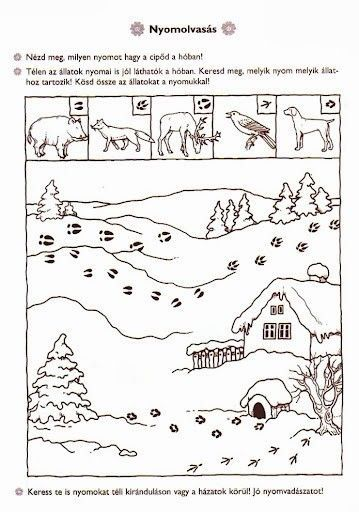 Nyomolvasás
Nézd meg, milyen nyomot hagy a cipőd a hóban!
Télen az állatok nyomai is jól láthatók a hóban. Keresd meg, melyik nyom melyik állat-
hoz tartozik! Kösd össze az állatokat a nyomukkal!
Keress te is nyomokat téli kiránduláson vagy a házatok körül! Jó nyomvadászatot!